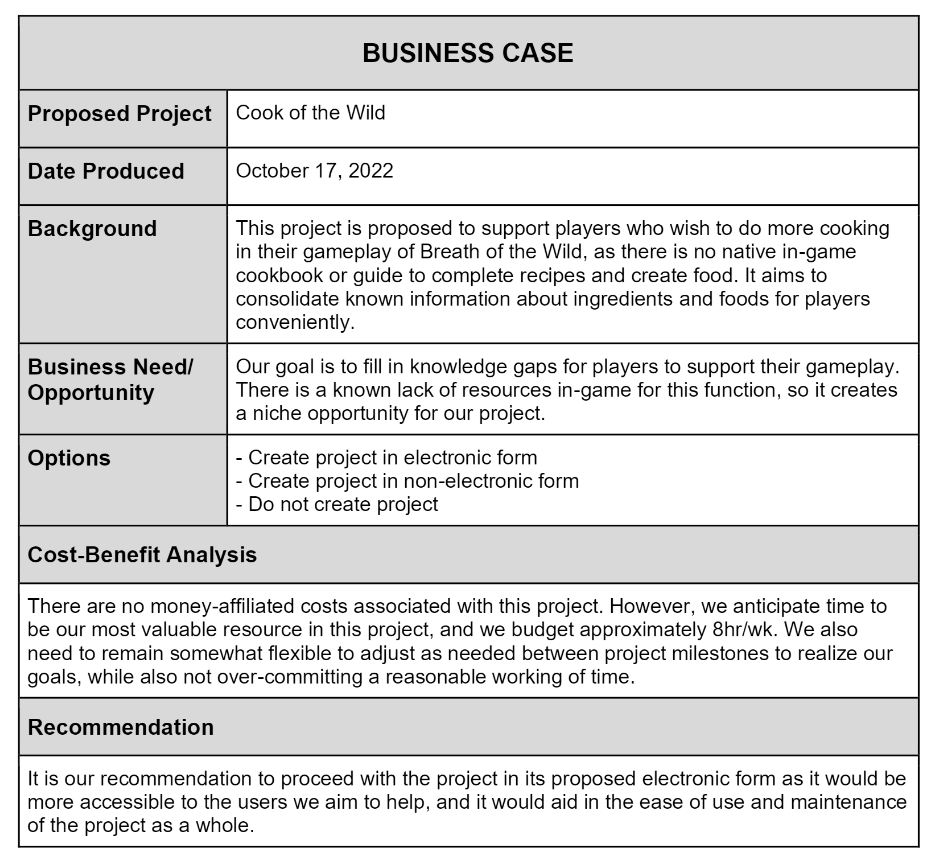 BUSINESS CASE
Proposed Project
Cook of the Wild
Date Produced
October 17, 2022
Background
This project is proposed to support players who wish to do more cooking
in their gameplay of Breath of the Wild, as there is no native in-game
cookbook or guide to complete recipes and create food. It aims to
consolidate known information about ingredients and foods for players
conveniently.
Business Need/
Opportunity
Our goal is to fill in knowledge gaps for players to support their gameplay.
There is a known lack of resources in-game for this function, so it creates
a niche opportunity for our project.
Options
- Create project in electronic form
- Create project in non-electronic form
- Do not create project
Cost-Benefit Analysis
There are no money-affiliated costs associated with this project. However, we anticipate time to
be our most valuable resource in this project, and we budget approximately 8hr/wk. We also
need to remain somewhat flexible to adjust as needed between project milestones to realize our
goals, while also not over-committing a reasonable working of time.
Recommendation
It is our recommendation to proceed with the project in its proposed electronic form as it would be
more accessible to the users we aim to help, and it would aid in the ease of use and maintenance
of the project as a whole.